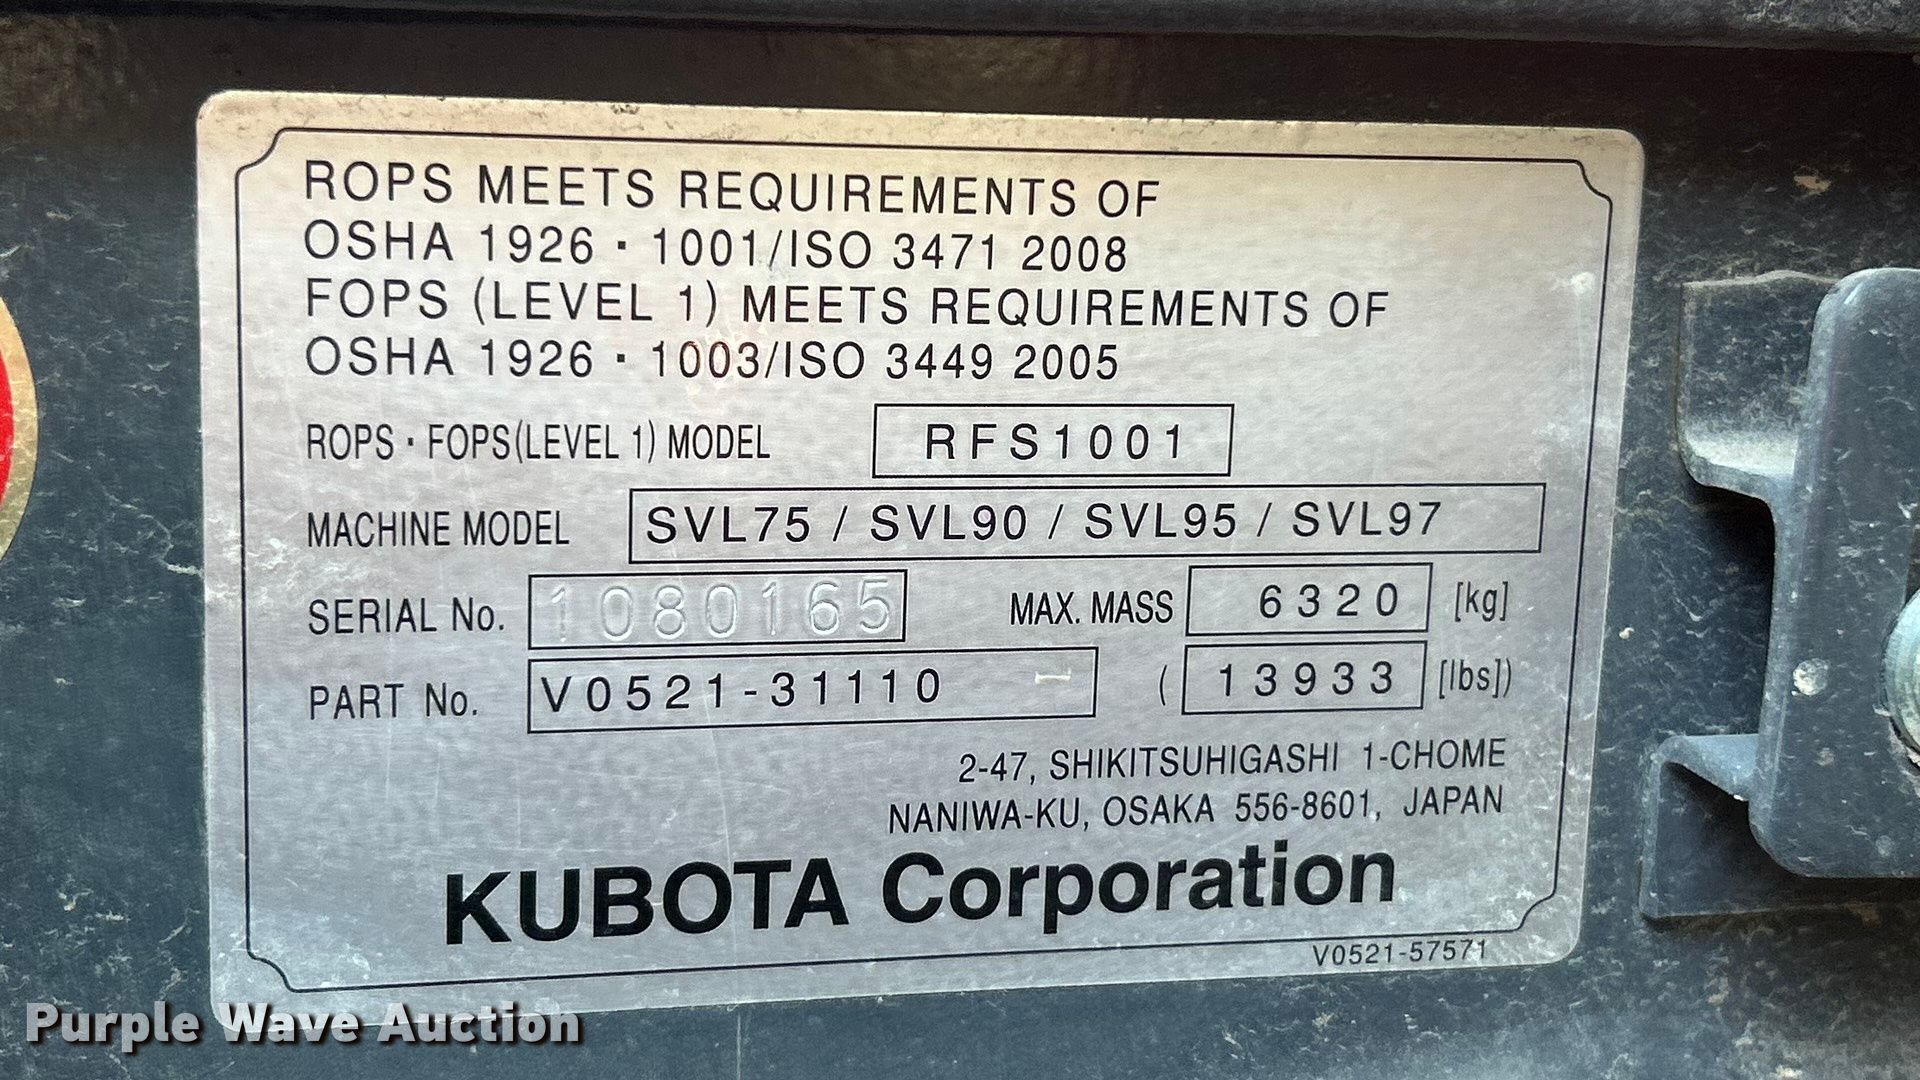 ROPS MEETS REQUIREMENTS OF
OSHA 1926・1001/ISO 3471 2008
FOPS (LEVEL 1) MEETS REQUIREMENTS OF
OSHA 1926・1003/ISO 3449 2005
ROPS・FOPS(LEVEL 1) MODEL RFS1001
MACHINE MODEL SVL75 / SVL90 / SVL95 / SVL97
SERIAL No. 1080165 MAX. MASS 6320 [kg]
PART No. V0521-31110 (13933 [lbs])
2-47, SHIKITSUHIGASHI 1-CHOME
NANIWA-KU, OSAKA 556-8601, JAPAN
KUBOTA Corporation
V0521-57571
Purple Wave Auction